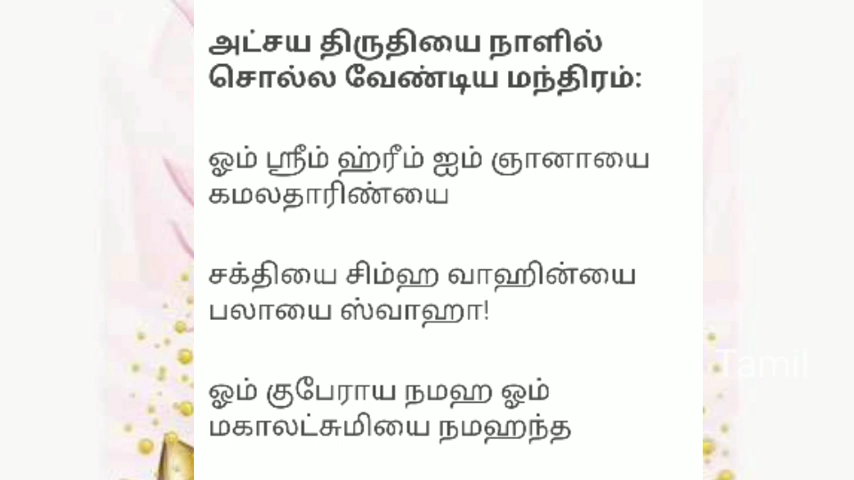 அட்சய திருதியை நாளில்
சொல்ல வேண்டிய மந்திரம்:
ஓம் ஸ்ரீம் ஹ்ரீம் ஐம் ஞானாயை
கமலதாரிண்யை
சக்தியை சிம்ஹ வாஹின்யை
பலாயை ஸ்வாஹா!
ஓம் குபேராய நமஹ ஓம்
மகாலட்சுமியை நமஹந்த
Tamil